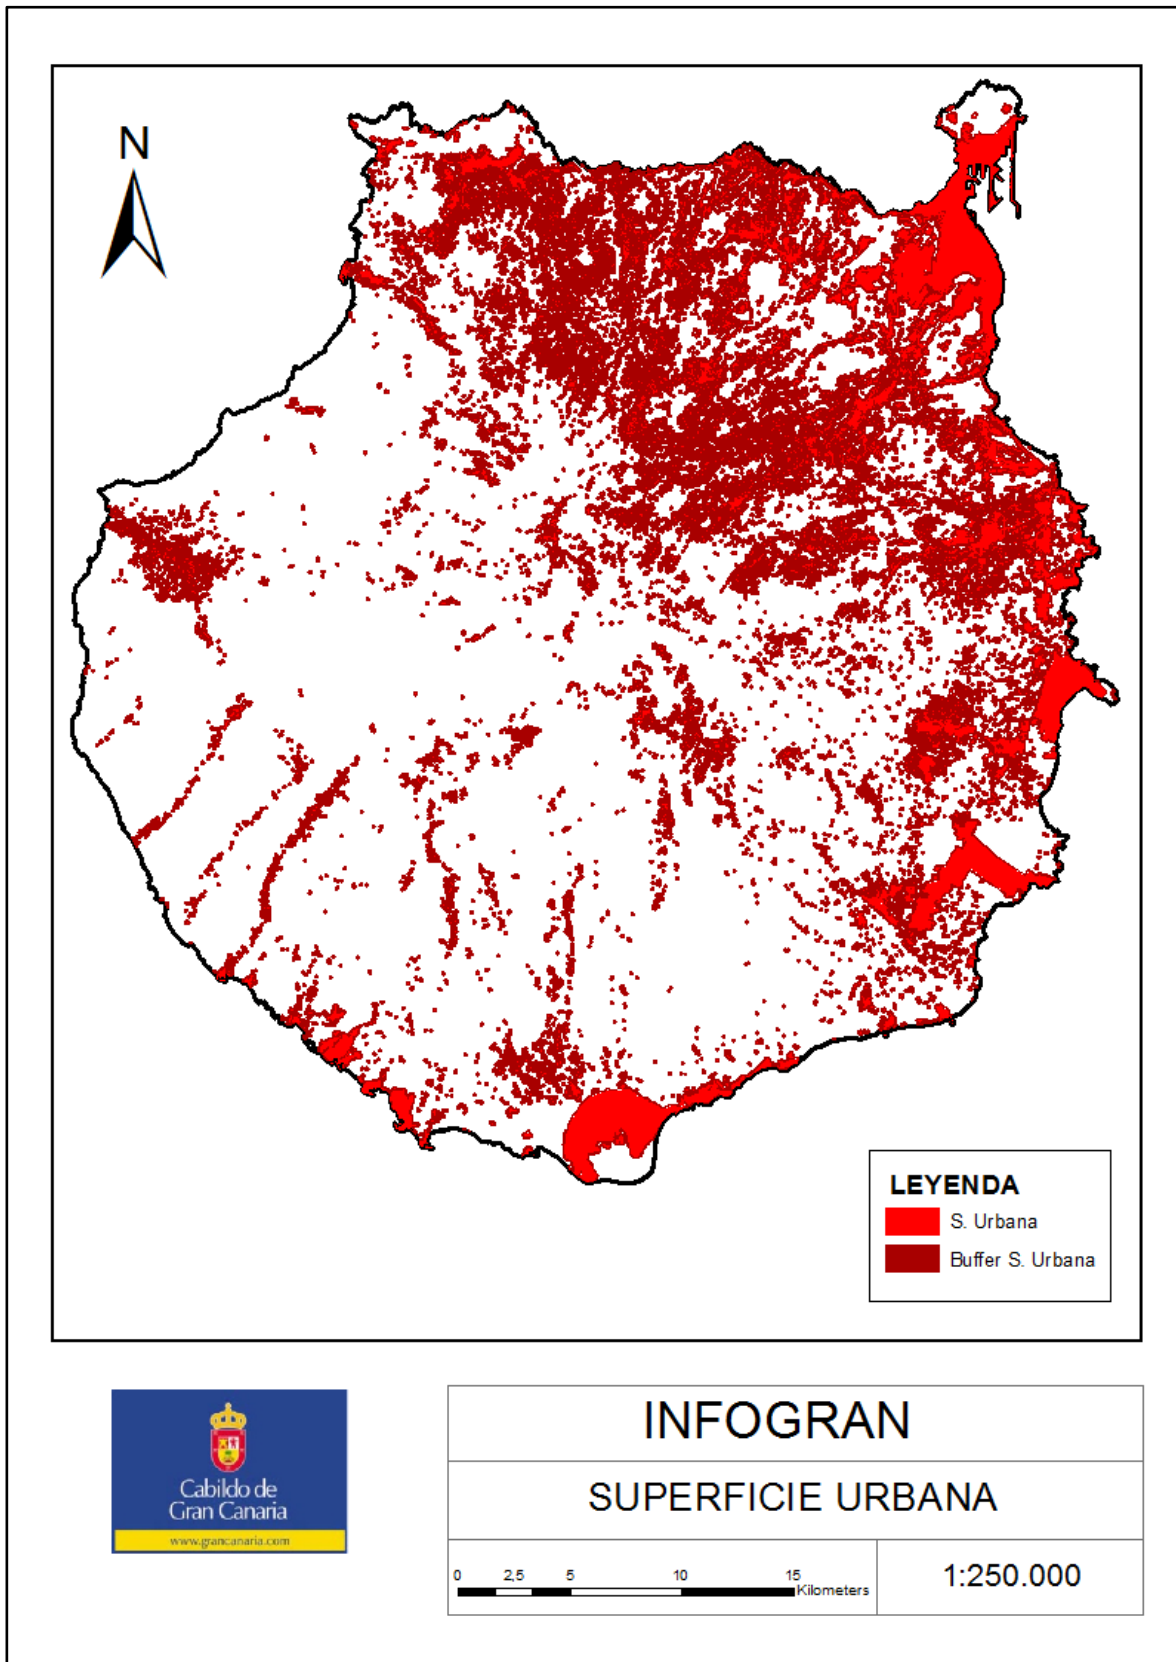 N
LEYENDA
S. Urbana
Buffer S. Urbana
Cabildo de
Gran Canaria
www.grancanaria.com
INFOGRAN
SUPERFICIE URBANA
0 2,5 5 10 15
Kilometers
1:250.000